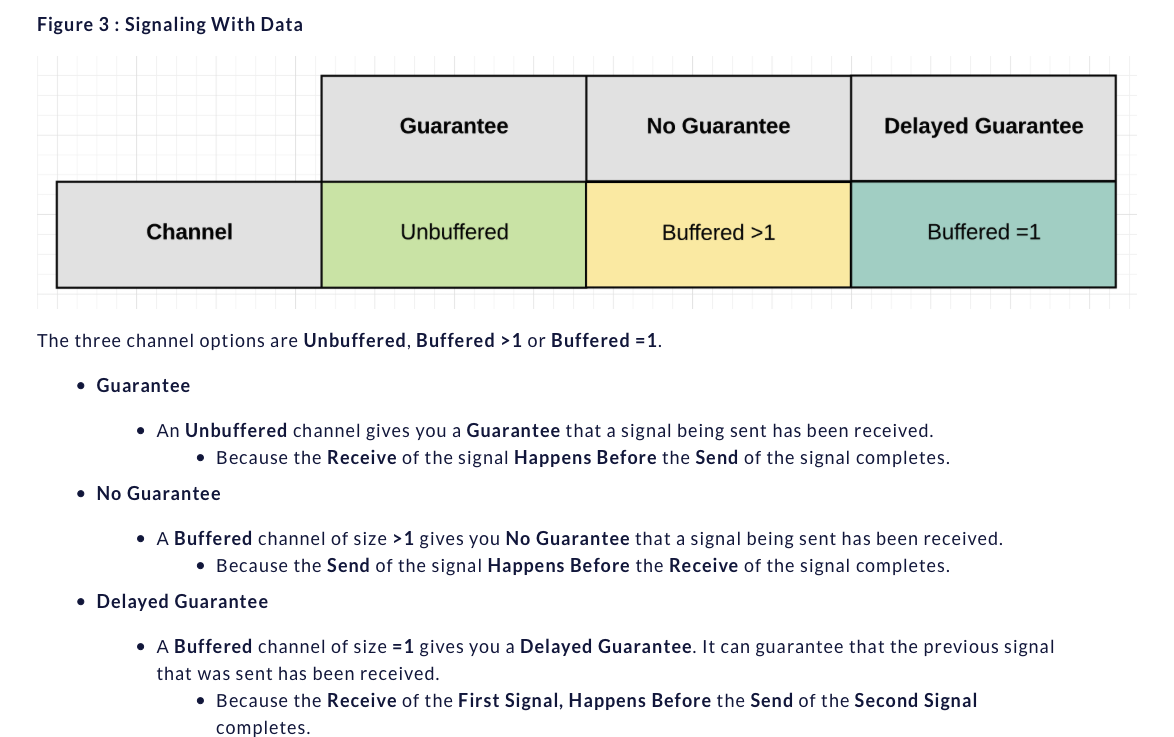 Figure 3 : Signaling With Data
Guarantee
No Guarantee
Delayed Guarantee
Channel
Unbuffered
Buffered >1
Buffered =1
The three channel options are Unbuffered, Buffered >1 or Buffered =1.
Guarantee
An Unbuffered channel gives you a Guarantee that a signal being sent has been received.
Because the Receive of the signal Happens Before the Send of the signal completes.
No Guarantee
A Buffered channel of size >1 gives you No Guarantee that a signal being sent has been received.
Because the Send of the signal Happens Before the Receive of the signal completes.
Delayed Guarantee
A Buffered channel of size =1 gives you a Delayed Guarantee. It can guarantee that the previous signal
that was sent has been received.
Because the Receive of the First Signal, Happens Before the Send of the Second Signal
completes.